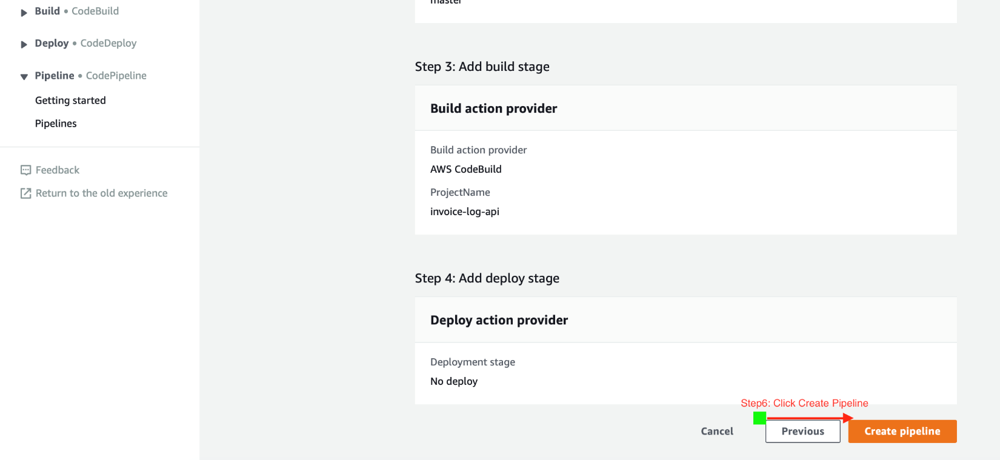 Build • CodeBuild
Deploy • CodeDeploy
Pipeline • CodePipeline
Getting started
Pipelines
Feedback
Return to the old experience
master
Step 3: Add build stage
Build action provider
Build action provider
AWS CodeBuild
ProjectName
invoice-log-api
Step 4: Add deploy stage
Deploy action provider
Deployment stage
No deploy
Step6: Click Create Pipeline
Cancel
Previous
Create pipeline